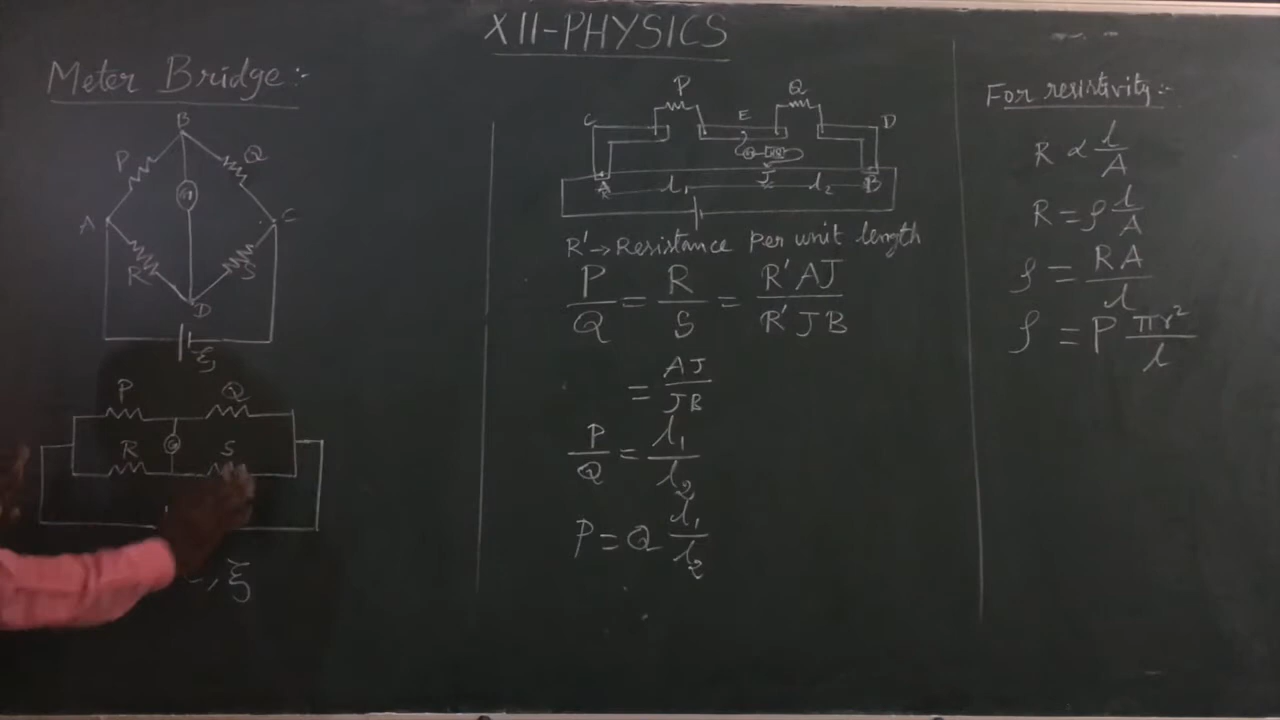 XII-PHYSICS
Meter Bridge:-
B
P Q
G
A C
R S
D
ξ
P Q
G
R S
, ξ
P Q
C E D
G HR
J
A l₁ l₂ B
R
R' → Resistance per unit length
P/Q = R/S = R'AJ/R'JB
= AJ/JB
P/Q = l₁/l₂
P = Q l₁/l₂
For resistivity:-
R ∝ l/A
R = ρ l/A
ρ = RA/l
ρ = P πr²/l